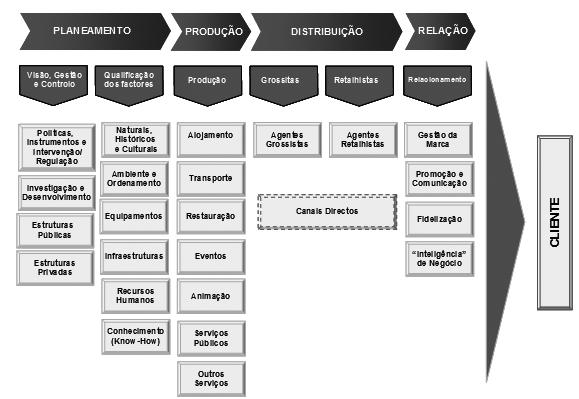 PLANEAMENTO
PRODUÇÃO
DISTRIBUIÇÃO
RELAÇÃO
Visão, Gestão
e Controlo
Qualificação
dos factores
Produção
Grossitas
Retalhistas
Relacionamento
Políticas,
Instrumentos e
Intervenção/
Regulação
Investigação e
Desenvolvimento
Estruturas
Públicas
Estruturas
Privadas
Naturais,
Históricos
e Culturais
Ambiente e
Ordenamento
Equipamentos
Infraestruturas
Recursos
Humanos
Conhecimento
(Know -How)
Alojamento
Transporte
Restauração
Eventos
Animação
Serviços
Públicos
Outros
Serviços
Agentes
Grossistas
Agentes
Retalhistas
Canais Directos
Gestão da
Marca
Promoção e
Comunicação
Fidelização
“Inteligência”
de Negócio
CLIENTE